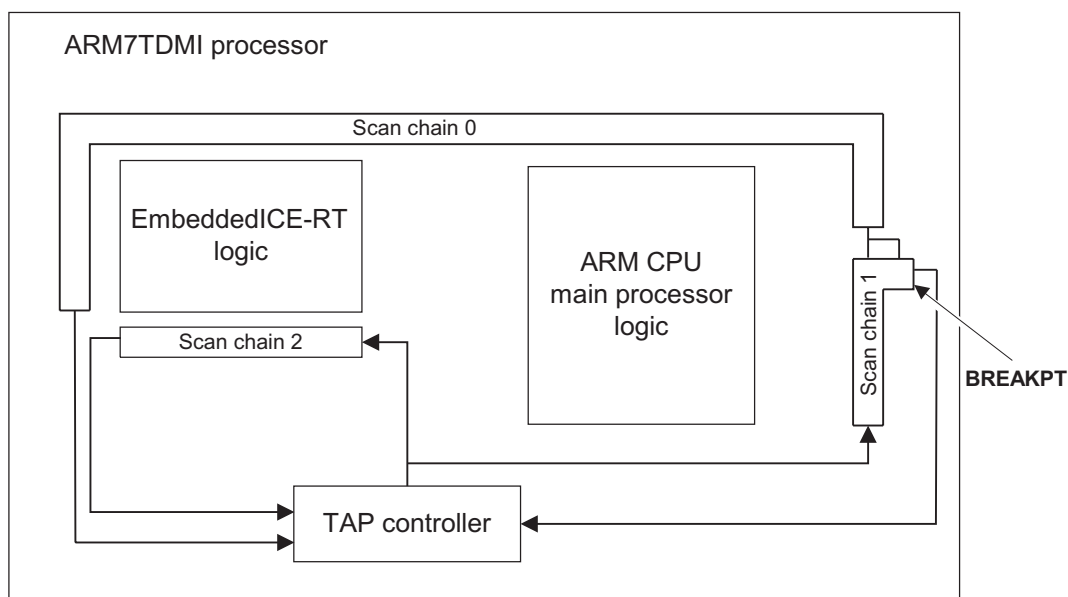 ARM7TDMI processor
Scan chain 0
EmbeddedICE-RT
logic
ARM CPU
main processor
logic
Scan chain 1
Scan chain 2
BREAKPT
TAP controller